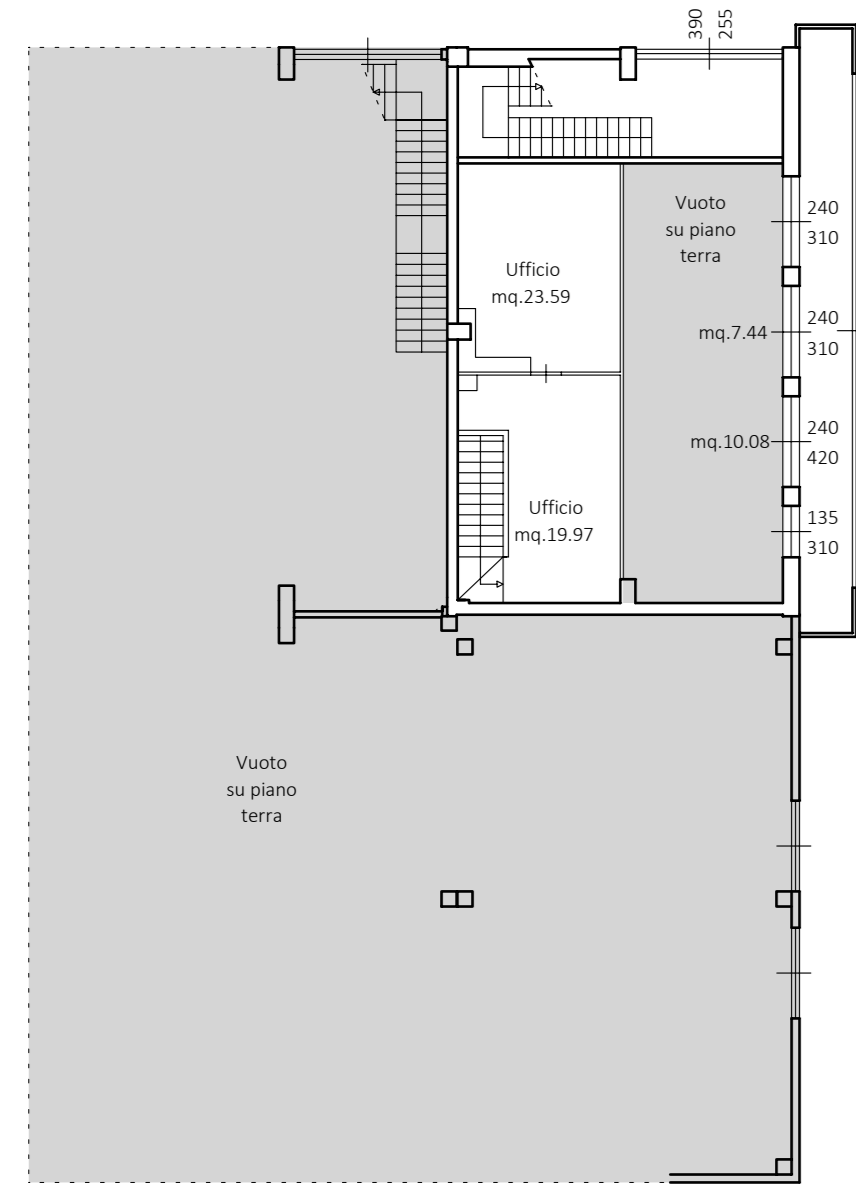 390
255
Vuoto
su piano
terra
240
310
Ufficio
mq.23.59
mq.7.44
240
310
mq.10.08
240
420
Ufficio
mq.19.97
135
310
Vuoto
su piano
terra